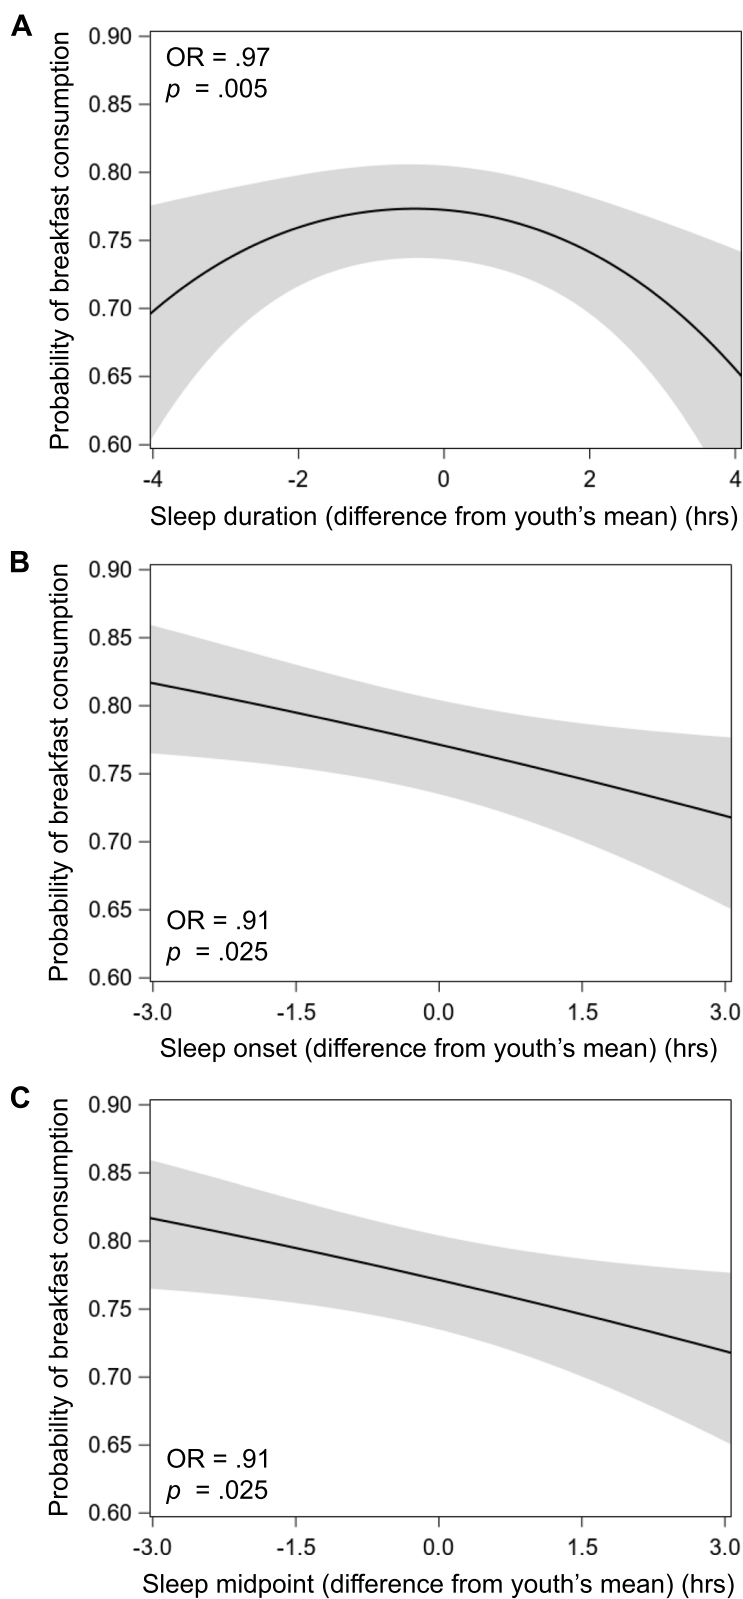 A
Probability of breakfast consumption
0.90
0.85
0.80
0.75
0.70
0.65
0.60
OR = .97
p = .005
-4 -2 0 2 4
Sleep duration (difference from youth's mean) (hrs)
B
Probability of breakfast consumption
0.90
0.85
0.80
0.75
0.70
0.65
0.60
OR = .91
p = .025
-3.0 -1.5 0.0 1.5 3.0
Sleep onset (difference from youth's mean) (hrs)
C
Probability of breakfast consumption
0.90
0.85
0.80
0.75
0.70
0.65
0.60
OR = .91
p = .025
-3.0 -1.5 0.0 1.5 3.0
Sleep midpoint (difference from youth's mean) (hrs)